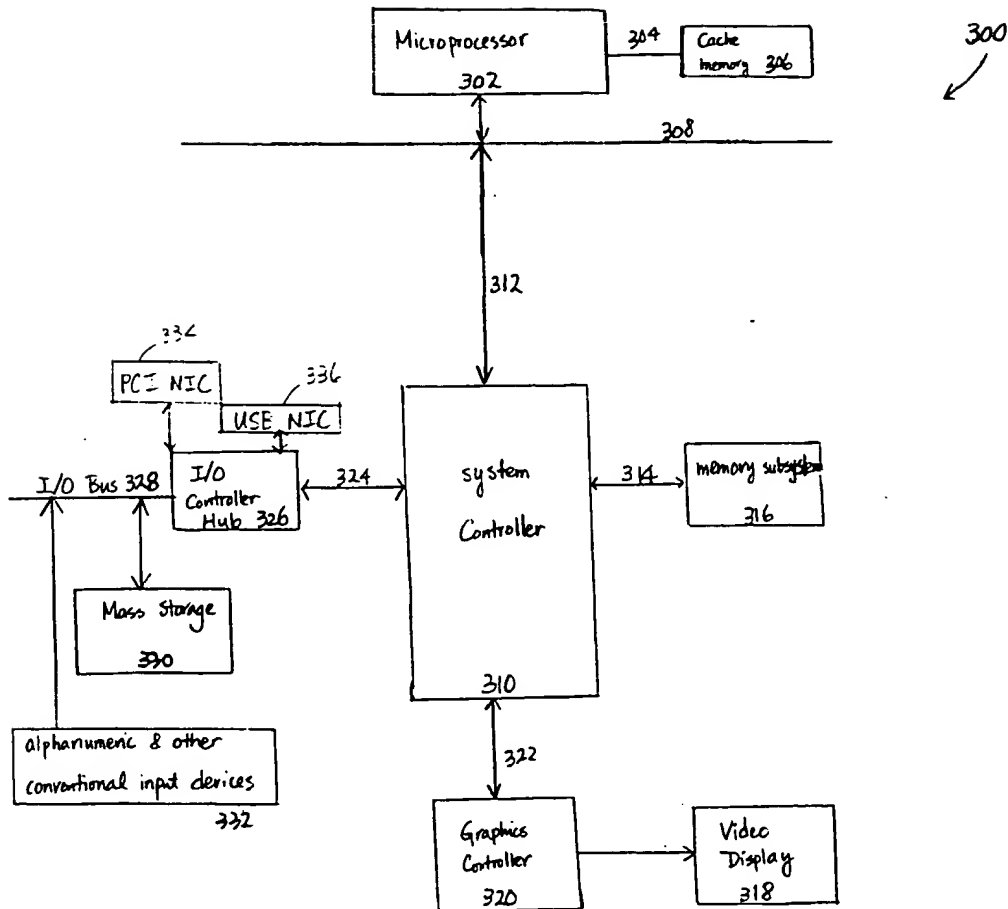 300
Microprocessor
302
304
Cache
memory 306
308
312
334
PCI NIC
336
USE NIC
I/O Bus 328
I/O
Controller
Hub 326
324
system
Controller
310
314
memory subsystem
316
Mass Storage
330
alphanumeric & other
conventional input devices
332
322
Graphics
Controller
320
Video
Display
318